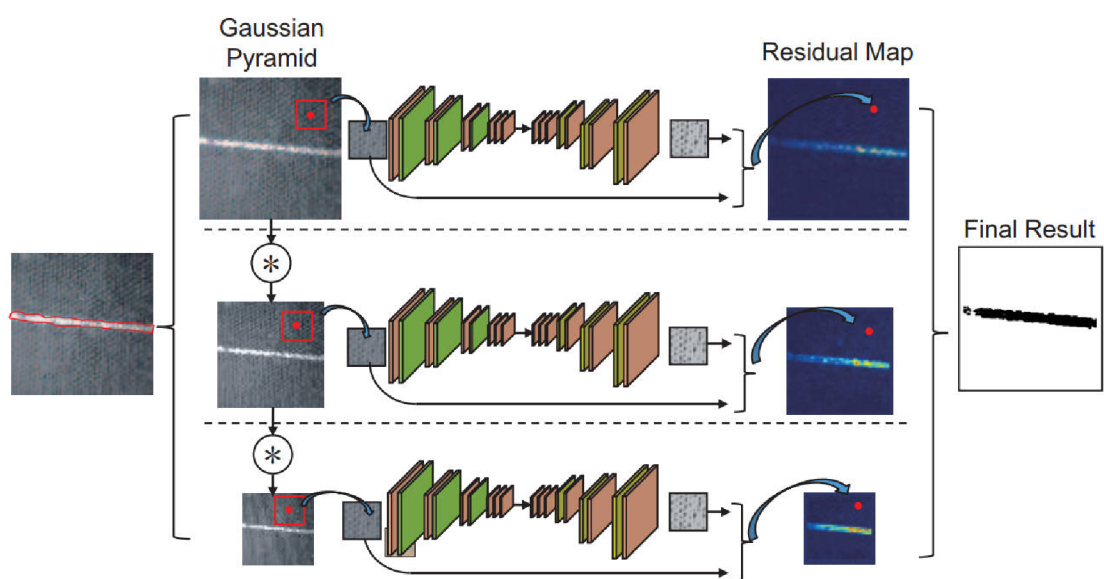 Gaussian
Pyramid
Residual Map
Final Result
*
*